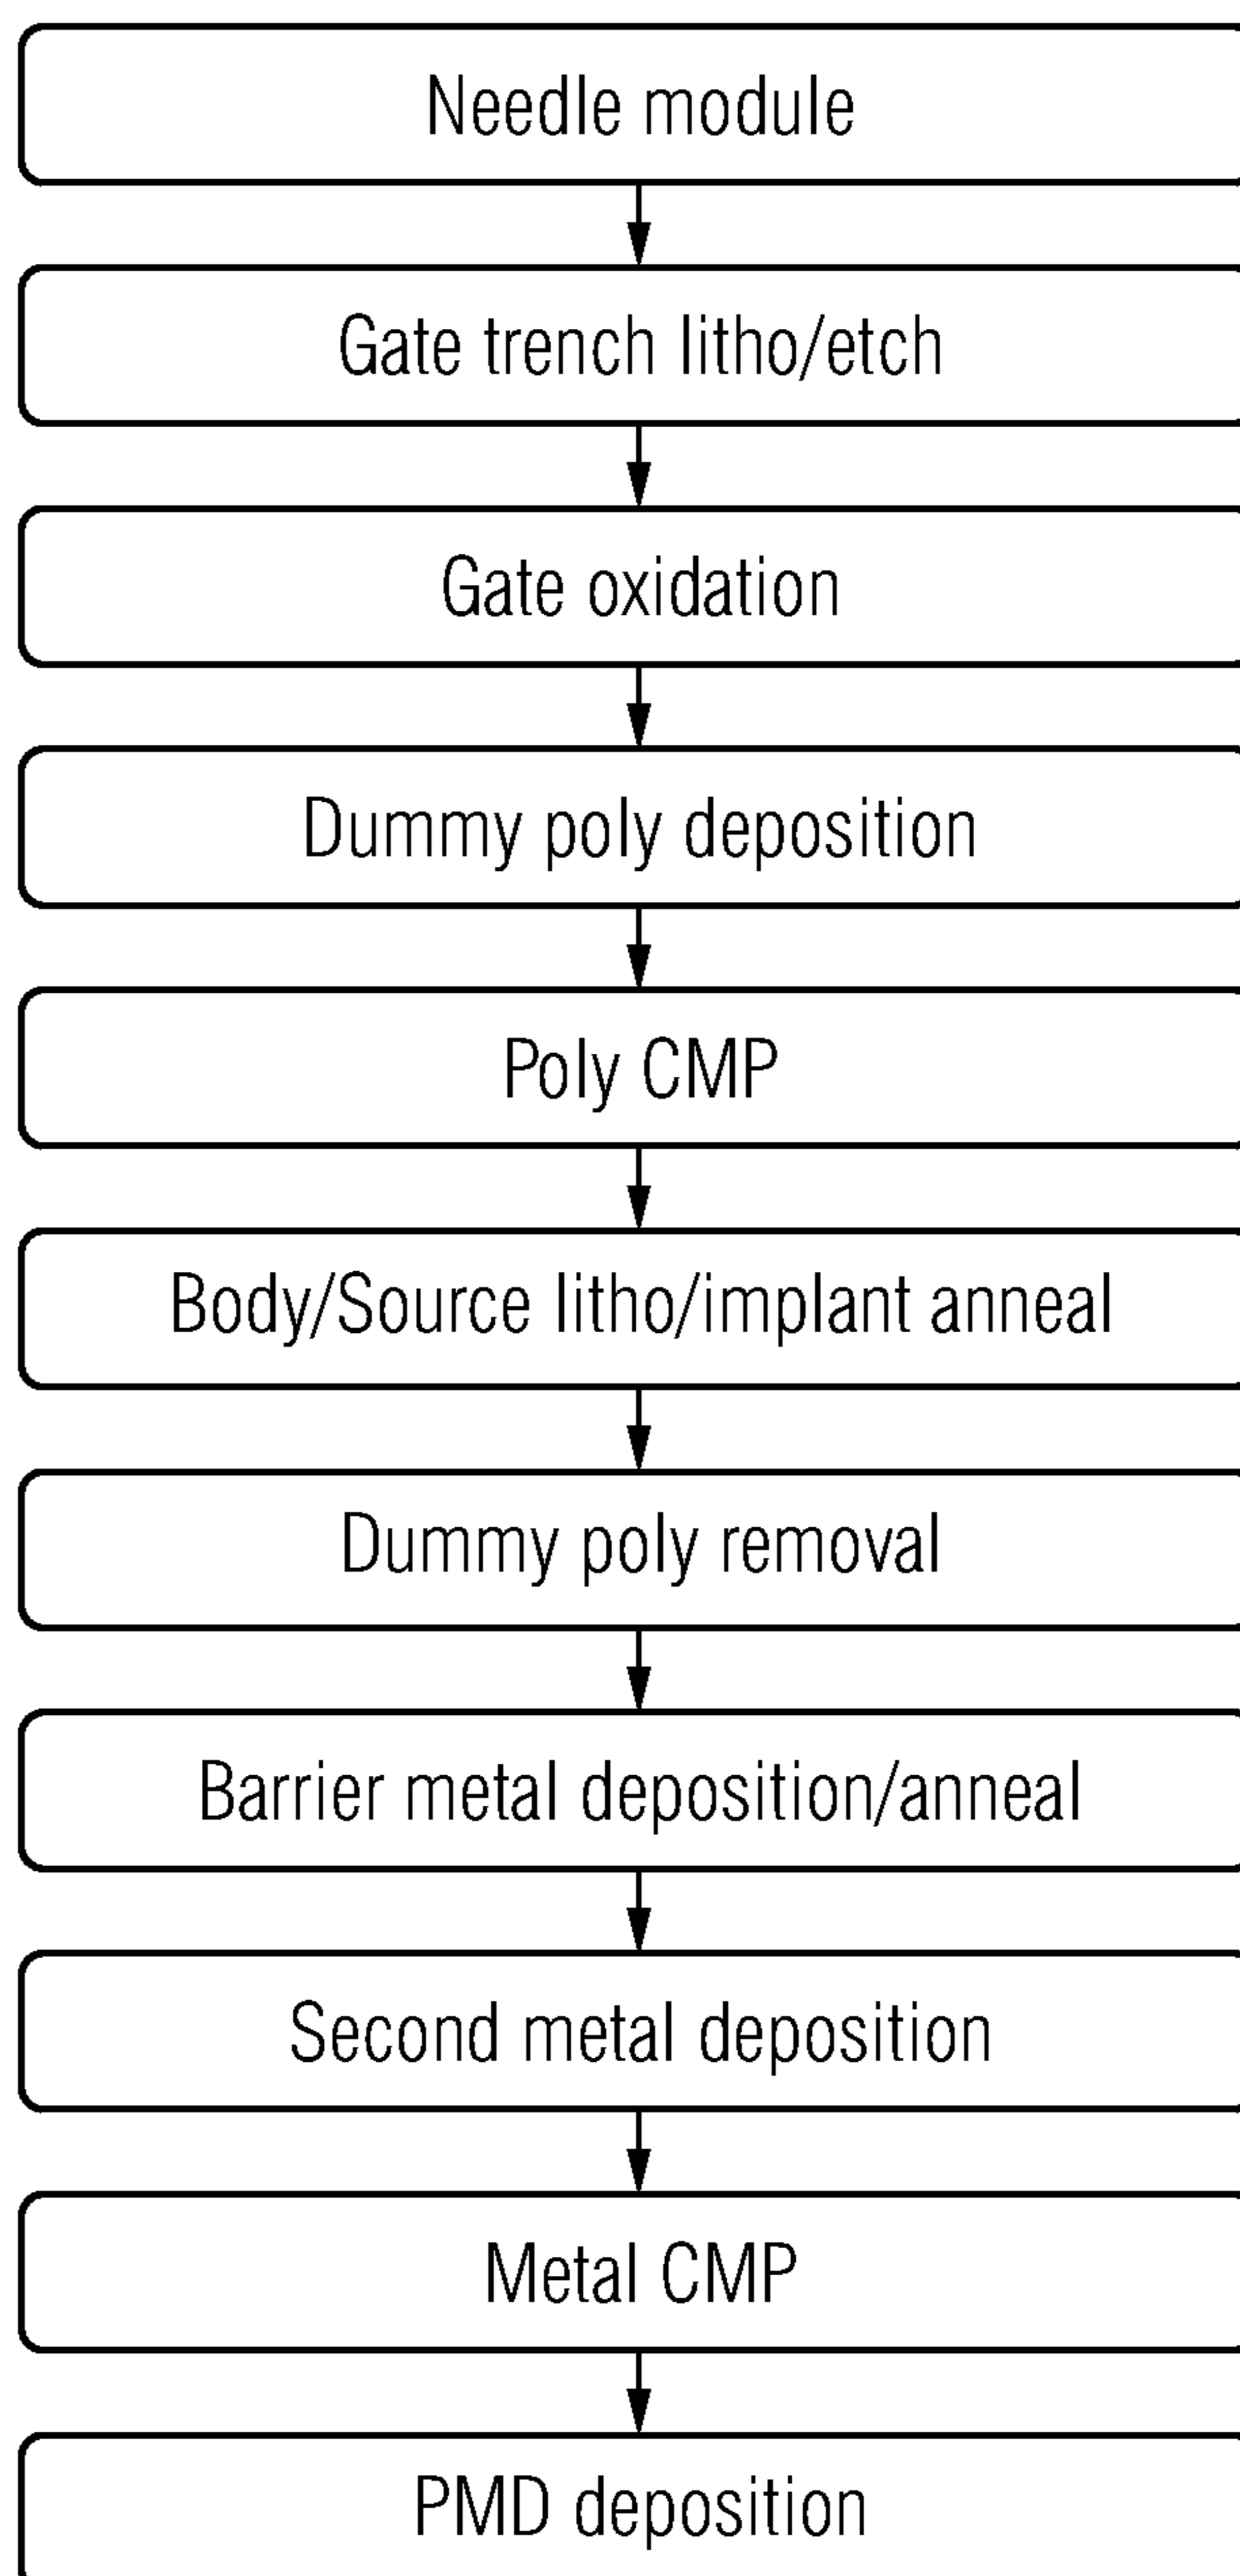 Needle module
Gate trench litho/etch
Gate oxidation
Dummy poly deposition
Poly CMP
Body/Source litho/implant anneal
Dummy poly removal
Barrier metal deposition/anneal
Second metal deposition
Metal CMP
PMD deposition